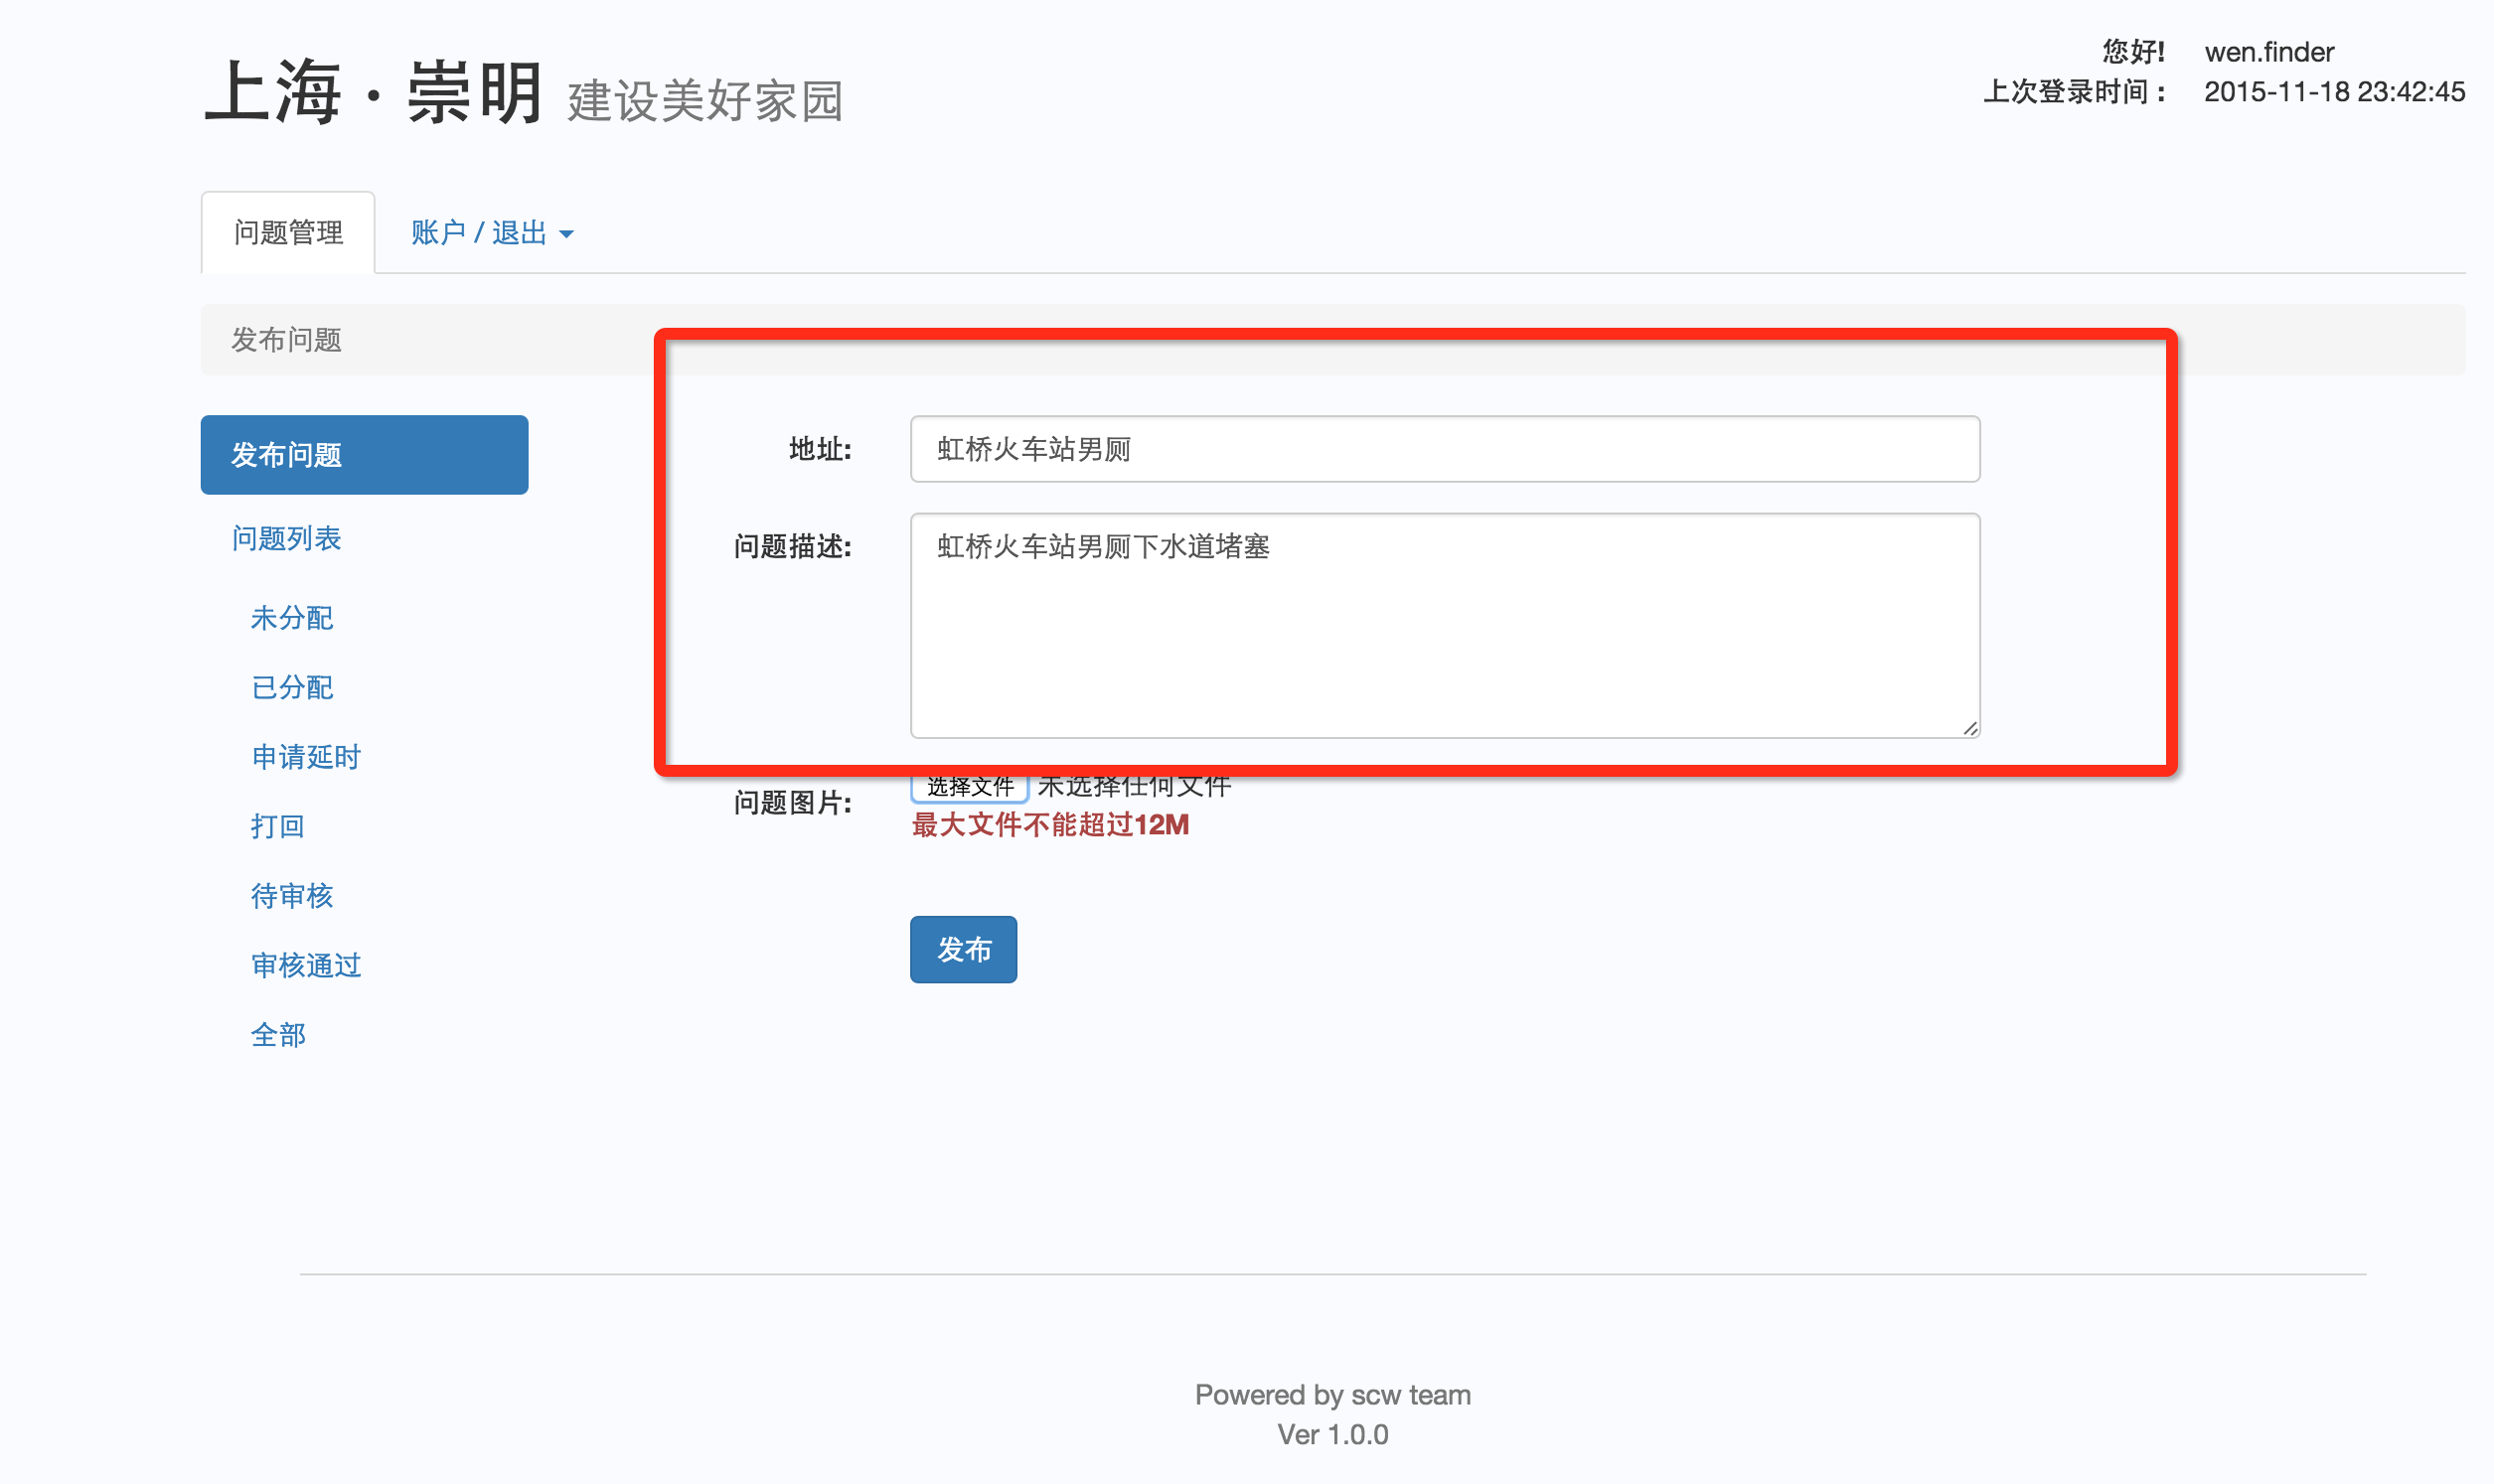 上海 · 崇明 建设美好家园
您好! wen.finder
上次登录时间： 2015-11-18 23:42:45
问题管理 账户 / 退出
发布问题
发布问题
问题列表
未分配
已分配
申请延时
打回
待审核
审核通过
全部
地址: 虹桥火车站男厕
问题描述: 虹桥火车站男厕下水道堵塞
问题图片: 选择文件 未选择任何文件
最大文件不能超过12M
发布
Powered by scw team
Ver 1.0.0